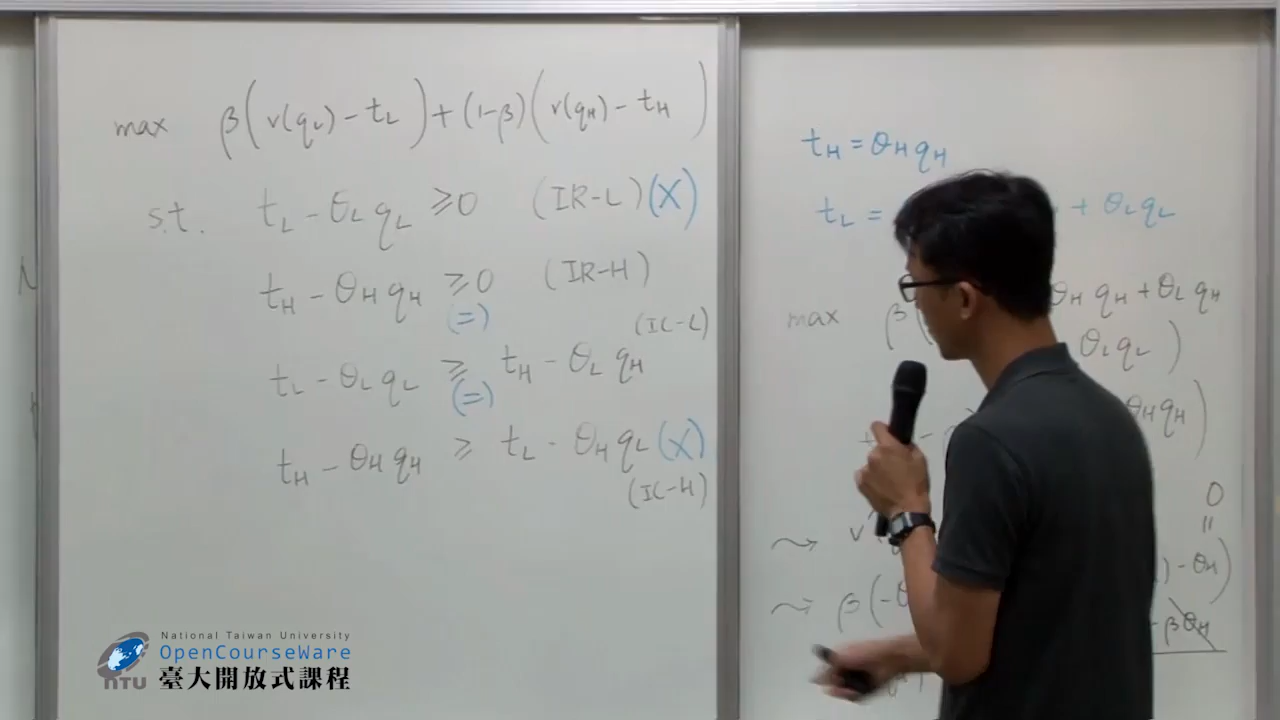 max β(v(qL) - tL) + (1-β)(v(qH) - tH)
s.t. tL - θL qL ≥ 0 (IR-L) (X)
tH - θH qH ≥ 0 (IR-H)
(=)
(IC-L)
tL - θL qL ≥ tH - θL qH
(=)
tH - θH qH ≥ tL - θH qL (X)
(IC-H)
tH = θH qH
tL = + θL qL
max β( θH qH + θL qL
θL qL )
θH qH )
0
॥
) - θH )
β(-θ - βθH
National Taiwan University
OpenCourseWare
NTU 臺大開放式課程